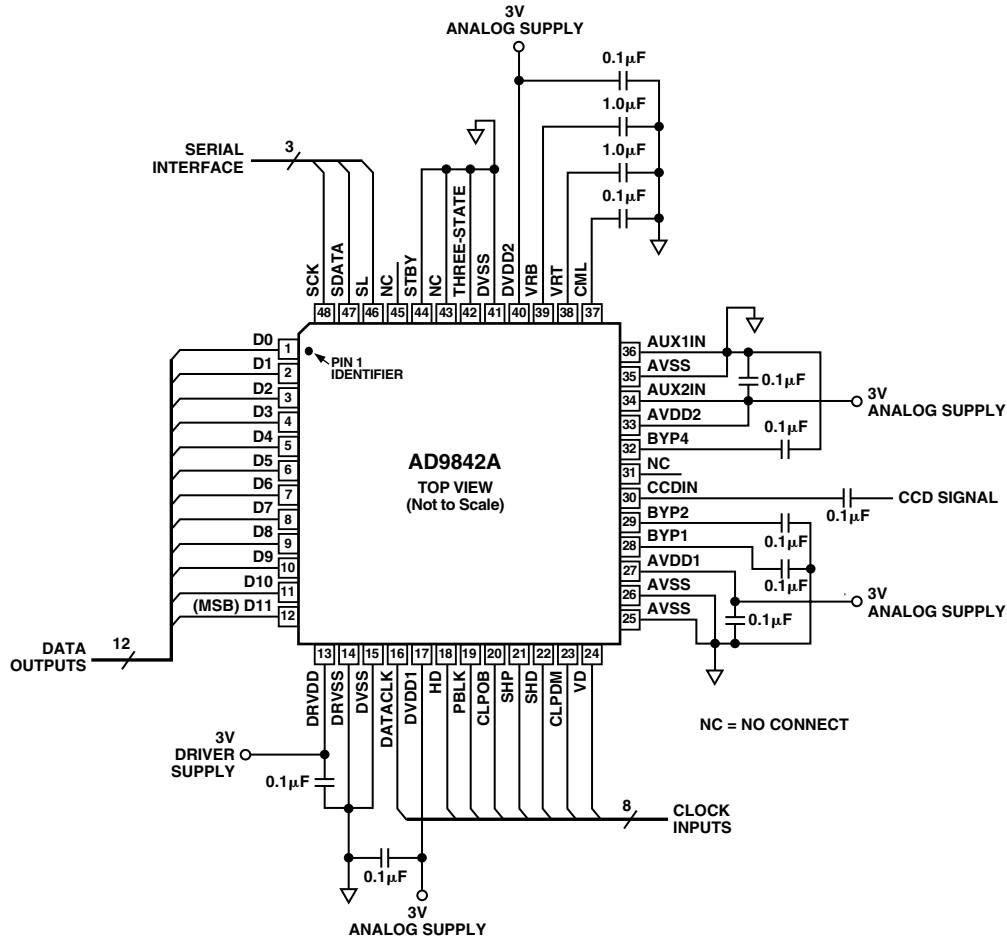 3V
ANALOG SUPPLY
0.1µF
1.0µF
1.0µF
0.1µF
3
SERIAL
INTERFACE
SCK
SDATA
SL
NC
STBY
NC
THREE-STATE
DVSS
DVDD2
VRB
VRT
CML
48 47 46 45 44 43 42 41 40 39 38 37
D0 1
D1 2
D2 3
D3 4
D4 5
D5 6
D6 7
D7 8
D8 9
D9 10
D10 11
(MSB) D11 12
PIN 1
IDENTIFIER
AD9842A
TOP VIEW
(Not to Scale)
36 AUX1IN
35 AVSS
34 AUX2IN
33 AVDD2
32 BYP4
31 NC
30 CCDIN
29 BYP2
28 BYP1
27 AVDD1
26 AVSS
25 AVSS
0.1µF
3V
ANALOG SUPPLY
0.1µF
CCD SIGNAL
0.1µF
0.1µF
0.1µF
3V
ANALOG SUPPLY
0.1µF
DATA
OUTPUTS
12
13 14 15 16 17 18 19 20 21 22 23 24
DRVDD
DRVSS
DVSS
DATACLK
DVDD1
HD
PBLK
CLPOB
SHP
SHD
CLPDM
VD
NC = NO CONNECT
3V
DRIVER
SUPPLY
0.1µF
8
CLOCK
INPUTS
0.1µF
3V
ANALOG SUPPLY